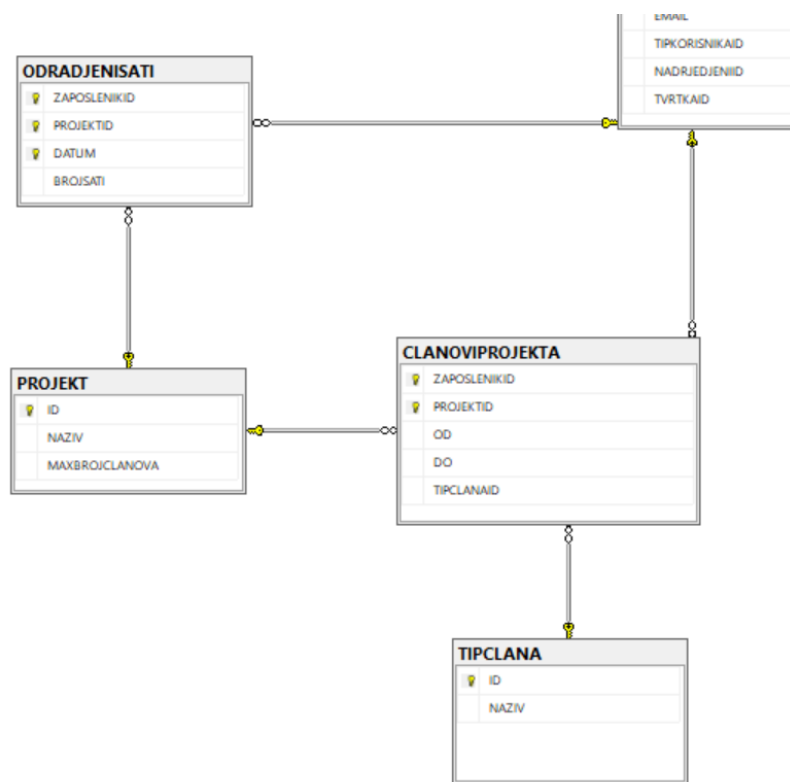 EMAIL
TIPKORISNIKAID
NADRJEDJENIID
TVRTKAID
ODRADJENISATI
ZAPOSLENIKID
PROJEKTID
DATUM
BROJSATI
PROJEKT
ID
NAZIV
MAXBROJCLANOVA
CLANOVIPROJEKTA
ZAPOSLENIKID
PROJEKTID
OD
DO
TIPCLANAID
TIPCLANA
ID
NAZIV